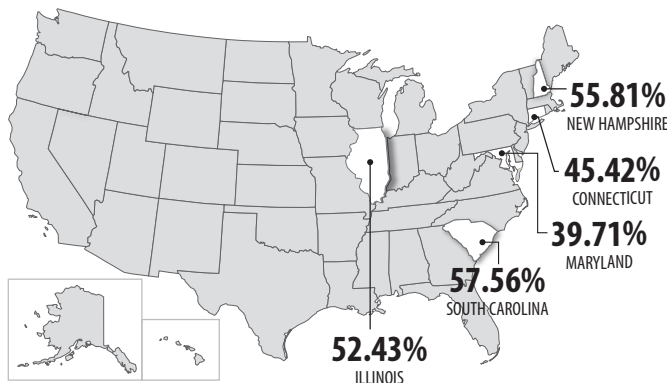 55.81%
NEW HAMPSHIRE
45.42%
CONNECTICUT
39.71%
MARYLAND
57.56%
SOUTH CAROLINA
52.43%
ILLINOIS